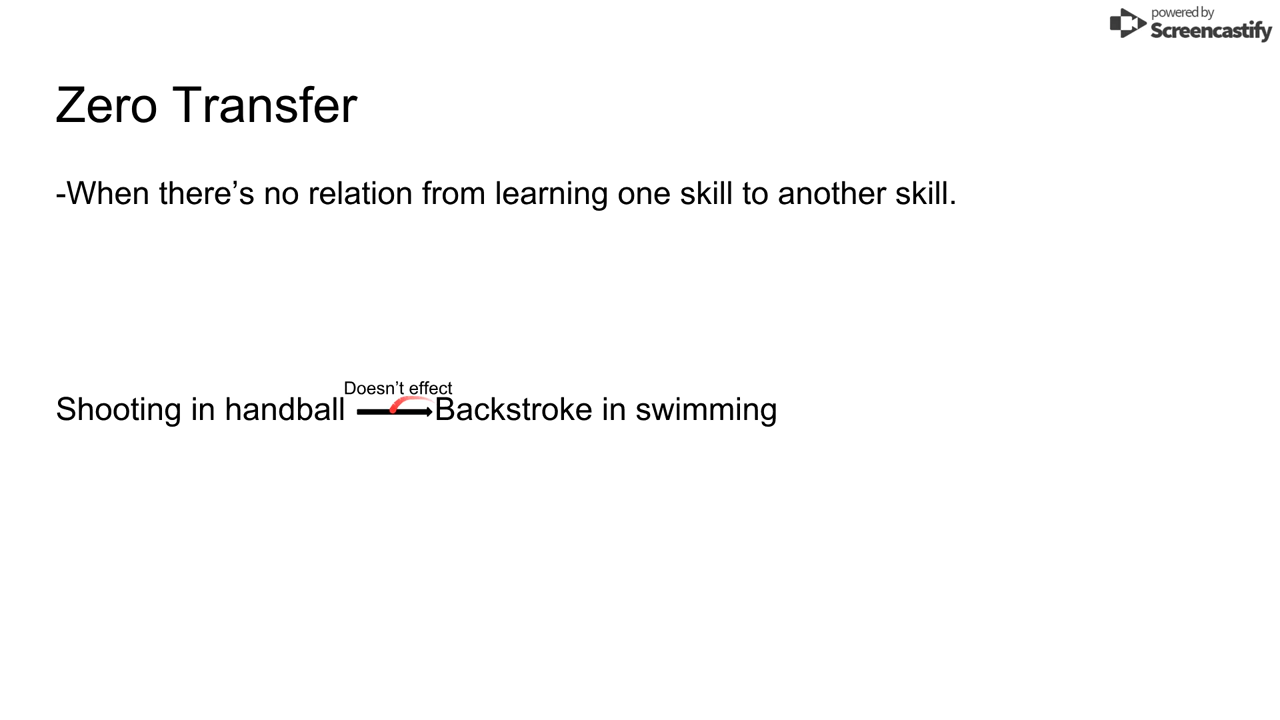 powered by
Screencastify
Zero Transfer
-When there’s no relation from learning one skill to another skill.
Doesn’t effect
Shooting in handball Backstroke in swimming